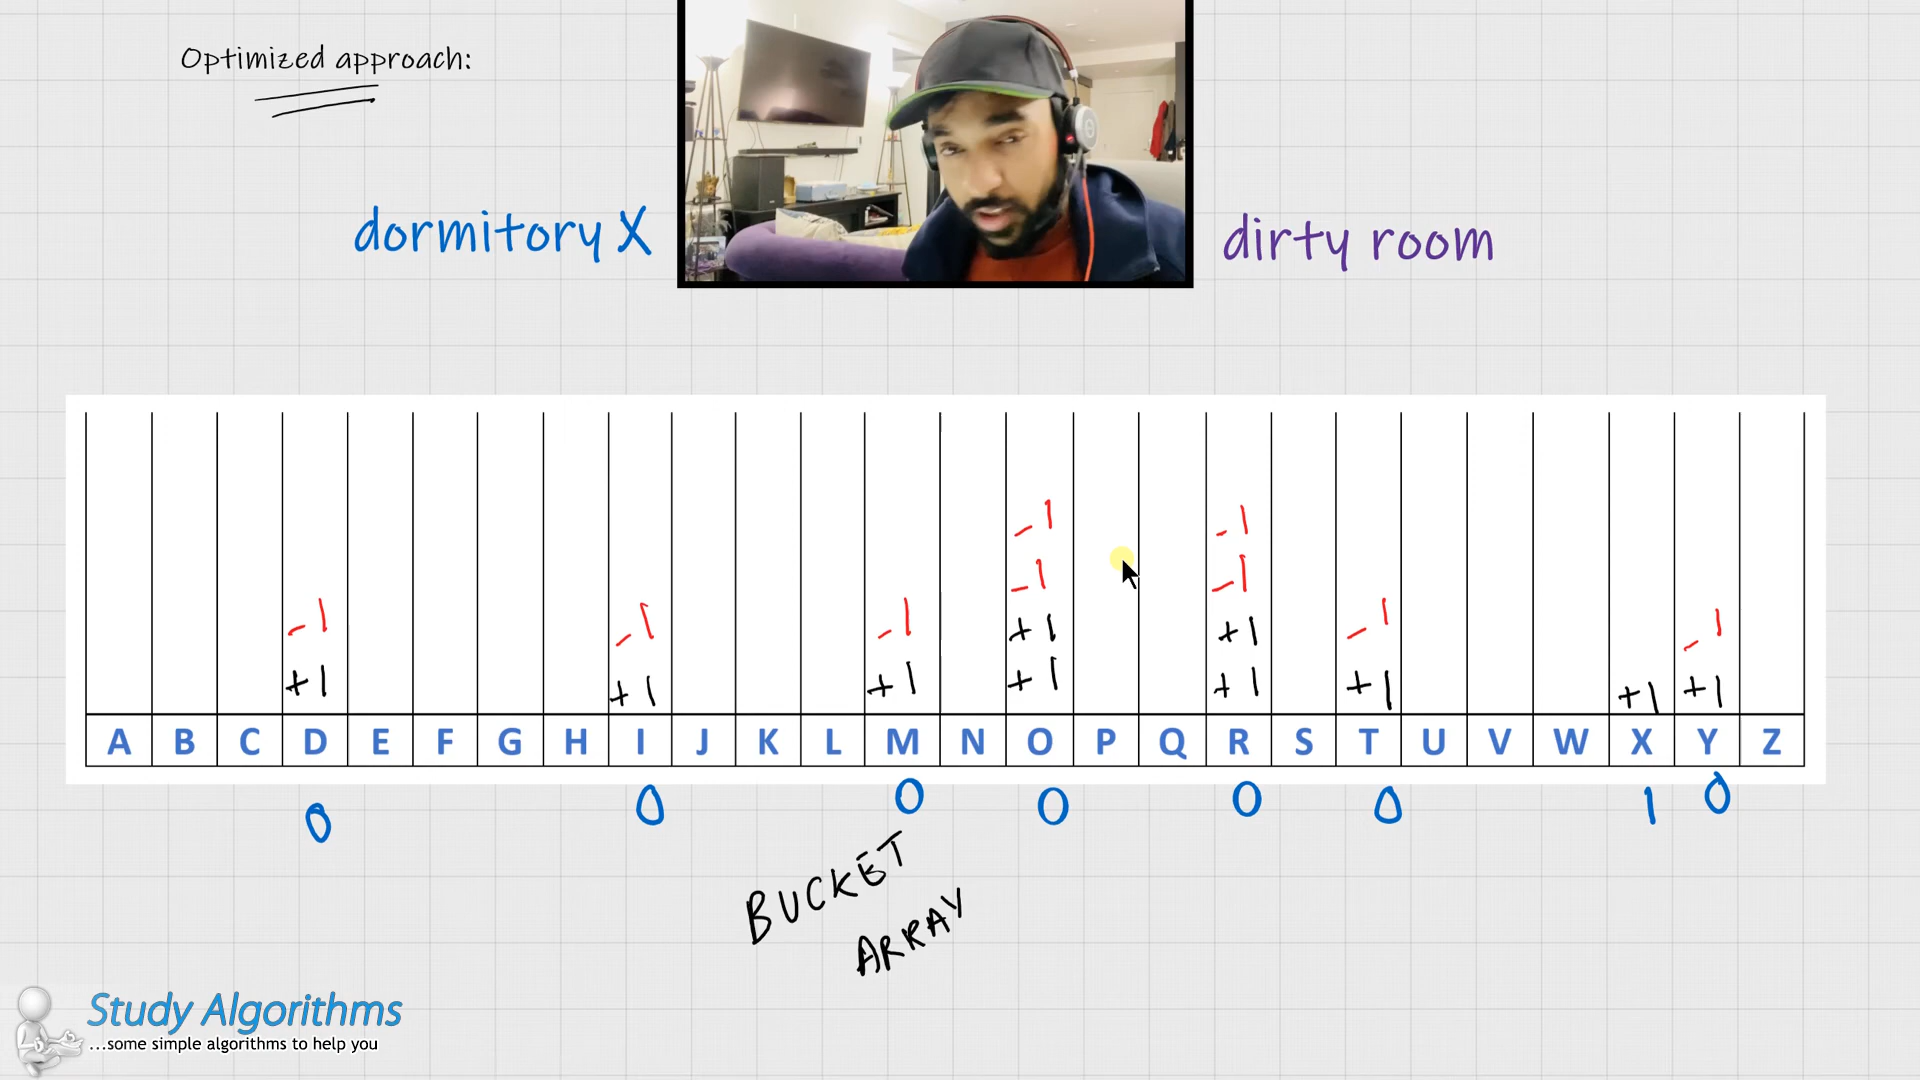 Optimized approach:
dormitory X
dirty room
-1 -1
-1 -1
-1 -1 -1 +1 +1 -1 -1
+1 +1 +1 +1 +1 +1 +1 +1
A B C D E F G H I J K L M N O P Q R S T U V W X Y Z
0 0 0 0 0 0 1 0
BUCKET
ARRAY
Study Algorithms
...some simple algorithms to help you